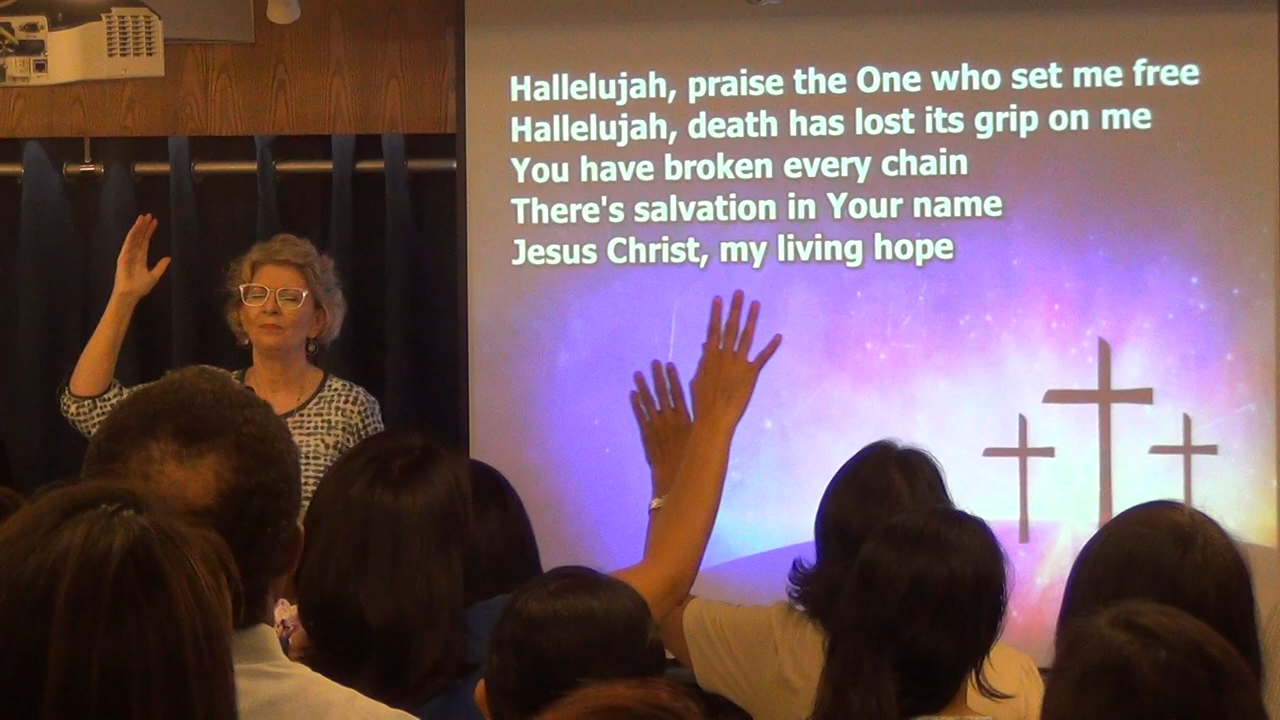 Hallelujah, praise the One who set me free
Hallelujah, death has lost its grip on me
You have broken every chain
There's salvation in Your name
Jesus Christ, my living hope